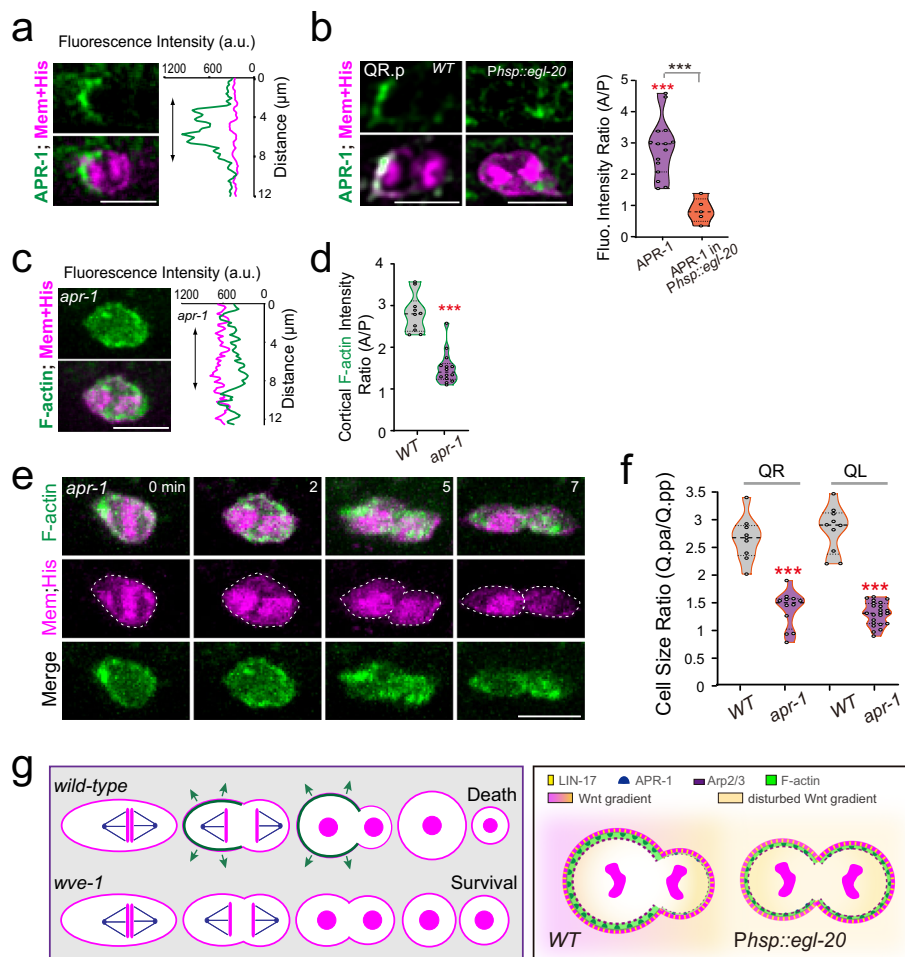 a
Fluorescence Intensity (a.u.)
1200 600 0
APR-1; Mem+His
0
4
8
12
Distance (μm)
b
QR.p WT
Phsp::egl-20
APR-1; Mem+His
***
***
Fluo. Intensity Ratio (A/P)
5
4
3
2
1
0
APR-1
APR-1 in
Phsp::egl-20
c
Fluorescence Intensity (a.u.)
1200 600 0
apr-1
apr-1
F-actin; Mem+His
0
4
8
12
Distance (μm)
d
Cortical F-actin Intensity
Ratio (A/P)
4
3
2
1
0
***
WT
apr-1
e
apr-1 0 min 2 5 7
F-actin
Mem;His
Merge
f
QR QL
Cell Size Ratio (Q.pa/Q.pp)
3.5
3
2.5
2
1.5
1
0.5
0
***
***
WT
apr-1
WT
apr-1
g
wild-type
Death
wve-1
Survival
LIN-17 APR-1 Arp2/3 F-actin
Wnt gradient disturbed Wnt gradient
WT
Phsp::egl-20